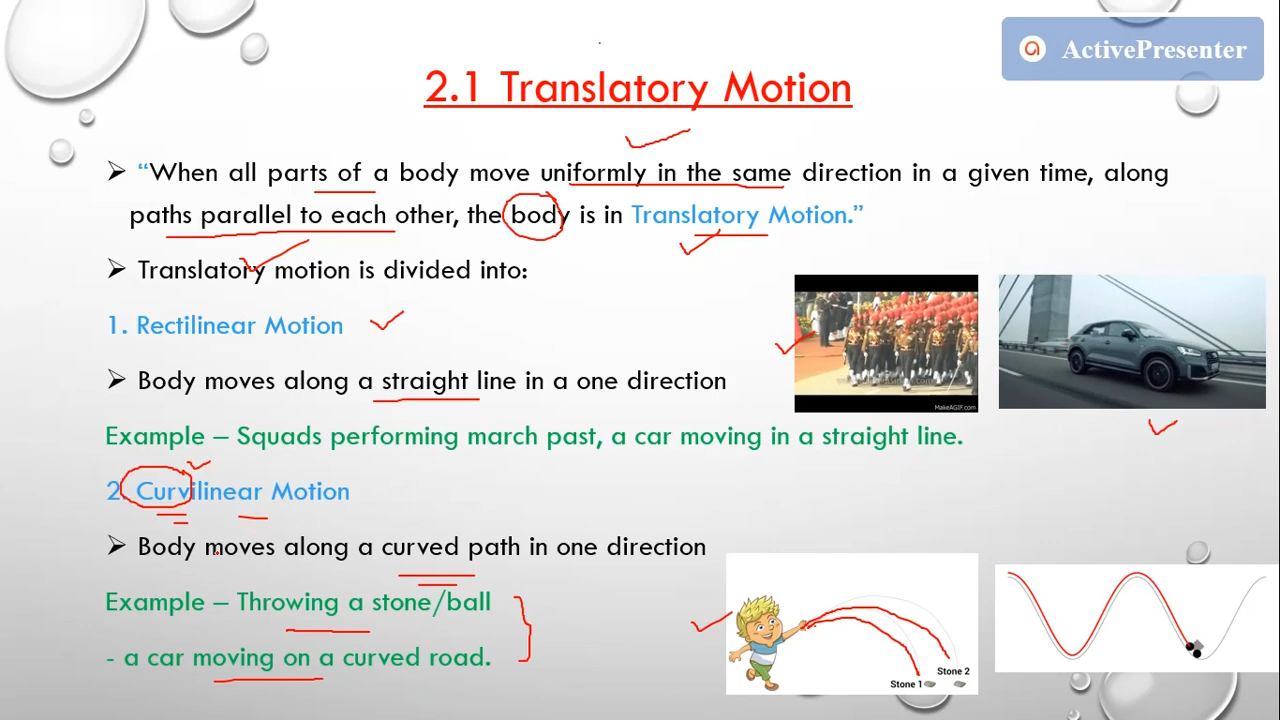 ActivePresenter
2.1 Translatory Motion
➢ “When all parts of a body move uniformly in the same direction in a given time, along
paths parallel to each other, the body is in Translatory Motion.”
➢ Translatory motion is divided into:
1. Rectilinear Motion
➢ Body moves along a straight line in a one direction
MakeAGIF.com
Example – Squads performing march past, a car moving in a straight line.
2. Curvilinear Motion
➢ Body moves along a curved path in one direction
Example – Throwing a stone/ball
- a car moving on a curved road.
Stone 2
Stone 1